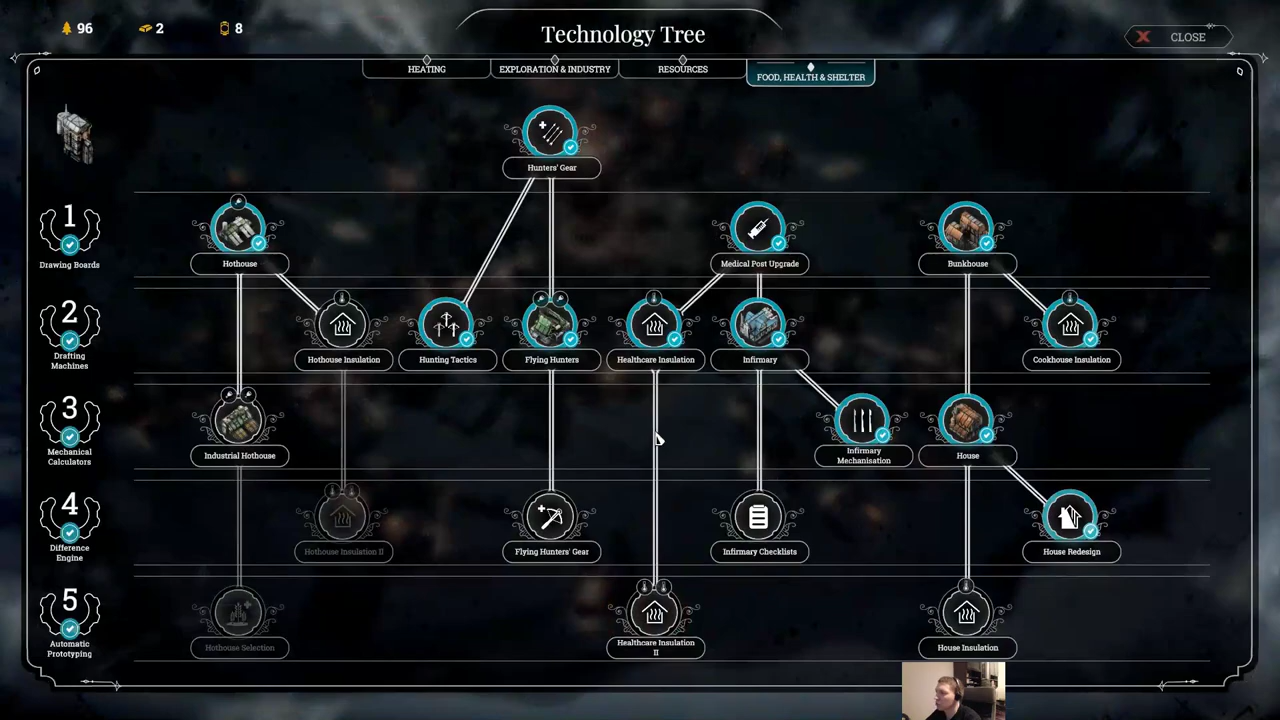 96
2
8
Technology Tree
CLOSE
HEATING
EXPLORATION & INDUSTRY
RESOURCES
FOOD, HEALTH & SHELTER
Hunters' Gear
1
Drawing Boards
Hothouse
Medical Post Upgrade
Bunkhouse
2
Drafting
Machines
Hothouse Insulation
Hunting Tactics
Flying Hunters
Healthcare Insulation
Infirmary
Cookhouse Insulation
3
Mechanical
Calculators
Industrial Hothouse
Infirmary
Mechanisation
House
4
Difference
Engine
Hothouse Insulation II
Flying Hunters' Gear
Infirmary Checklists
House Redesign
5
Automatic
Prototyping
Hothouse Selection
Healthcare Insulation
II
House Insulation